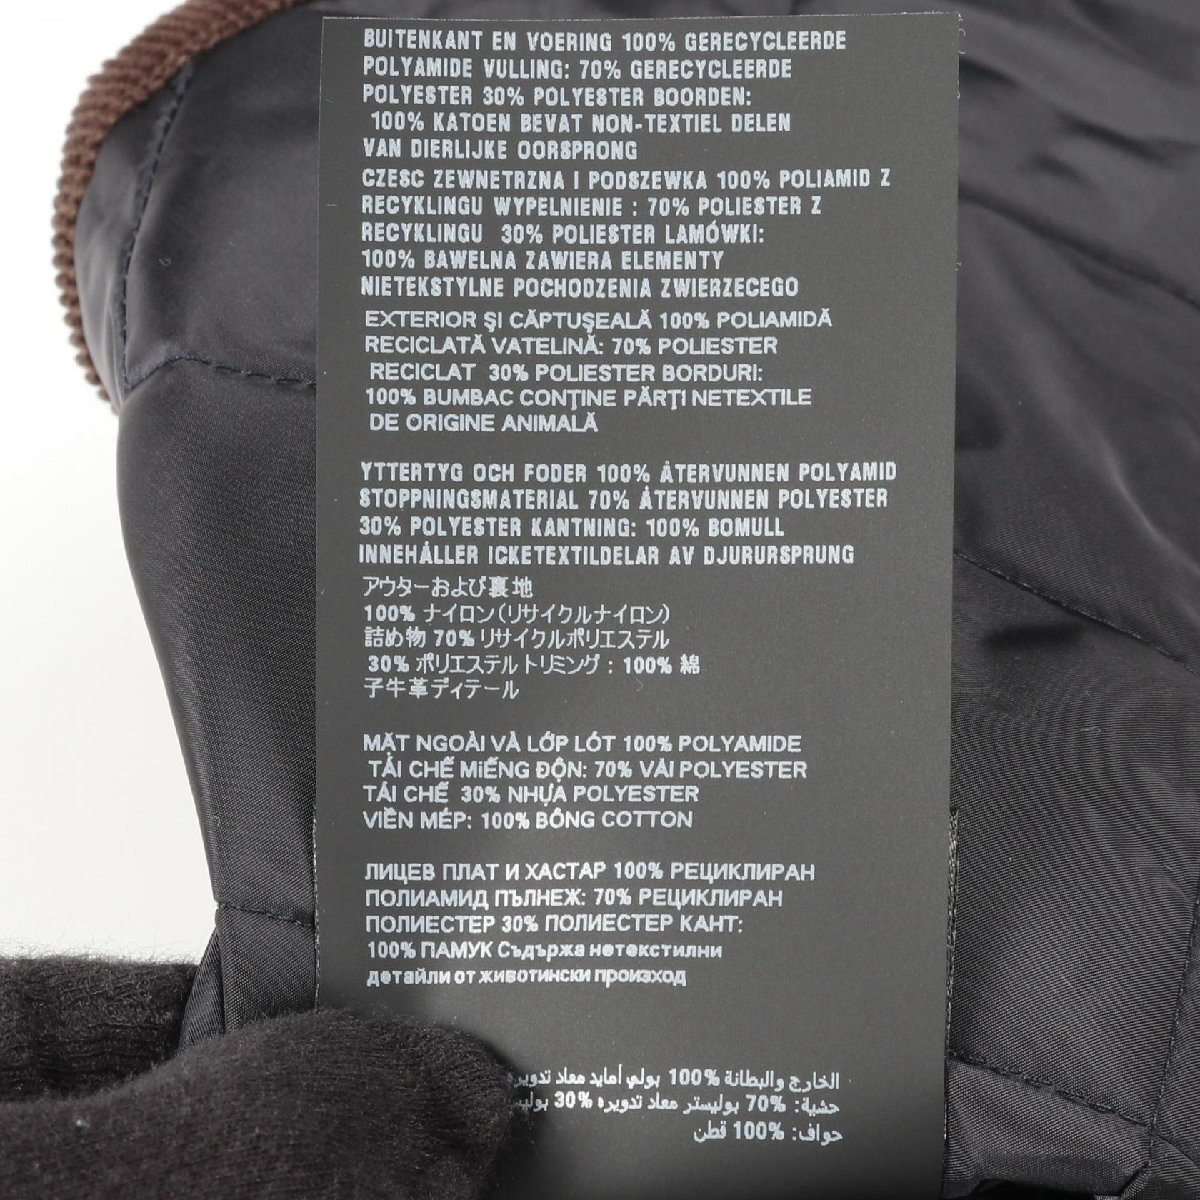 BUITENKANT EN VOERING 100% GERECYCLEERDE
POLYAMIDE VULLING: 70% GERECYCLEERDE
POLYESTER 30% POLYESTER BOORDEN:
100% KATOEN BEVAT NON-TEXTIEL DELEN
VAN DIERLIJKE OORSPRONG
CZESC ZEWNETRZNA I PODSZEWKA 100% POLIAMID Z
RECYKLINGU WYPELNIENIE : 70% POLIESTER Z
RECYKLINGU 30% POLIESTER LAMÓWKI:
100% BAWELNA ZAWIERA ELEMENTY
NIETEKSTYLNE POCHODZENIA ZWIERZECEGO
EXTERIOR ŞI CĂPTUŞEALĂ 100% POLIAMIDĂ
RECICLATĂ VATELINĂ: 70% POLIESTER
RECICLAT 30% POLIESTER BORDURI:
100% BUMBAC CONŢINE PĂRŢI NETEXTILE
DE ORIGINE ANIMALĂ
YTTERTYG OCH FODER 100% ÅTERVUNNEN POLYAMID
STOPPNINGSMATERIAL 70% ÅTERVUNNEN POLYESTER
30% POLYESTER KANTNING: 100% BOMULL
INNEHÅLLER ICKETEXTILDELAR AV DJURURSPRUNG
アウターおよび裏地
100% ナイロン(リサイクルナイロン)
詰め物 70% リサイクルポリエステル
30% ポリエステル トリミング: 100% 綿
子牛革ディテール
MẶT NGOÀI VÀ LỚP LÓT 100% POLYAMIDE
TÁI CHẾ MIẾNG ĐỘN: 70% VẢI POLYESTER
TÁI CHẾ 30% NHỰA POLYESTER
VIỀN MÉP: 100% BÔNG COTTON
ЛИЦЕВ ПЛАТ И ХАСТАР 100% РЕЦИКЛИРАН
ПОЛИАМИД ПЪЛНЕЖ: 70% РЕЦИКЛИРАН
ПОЛИЕСТЕР 30% ПОЛИЕСТЕР КАНТ:
100% ПАМУК Съдържа нетекстилни
детайли от животински произход
الخارج والبطانة 100% بولي أمايد معاد تدويره
حشية: 70% بوليستر معاد تدويره 30%
حواف: 100% قطن